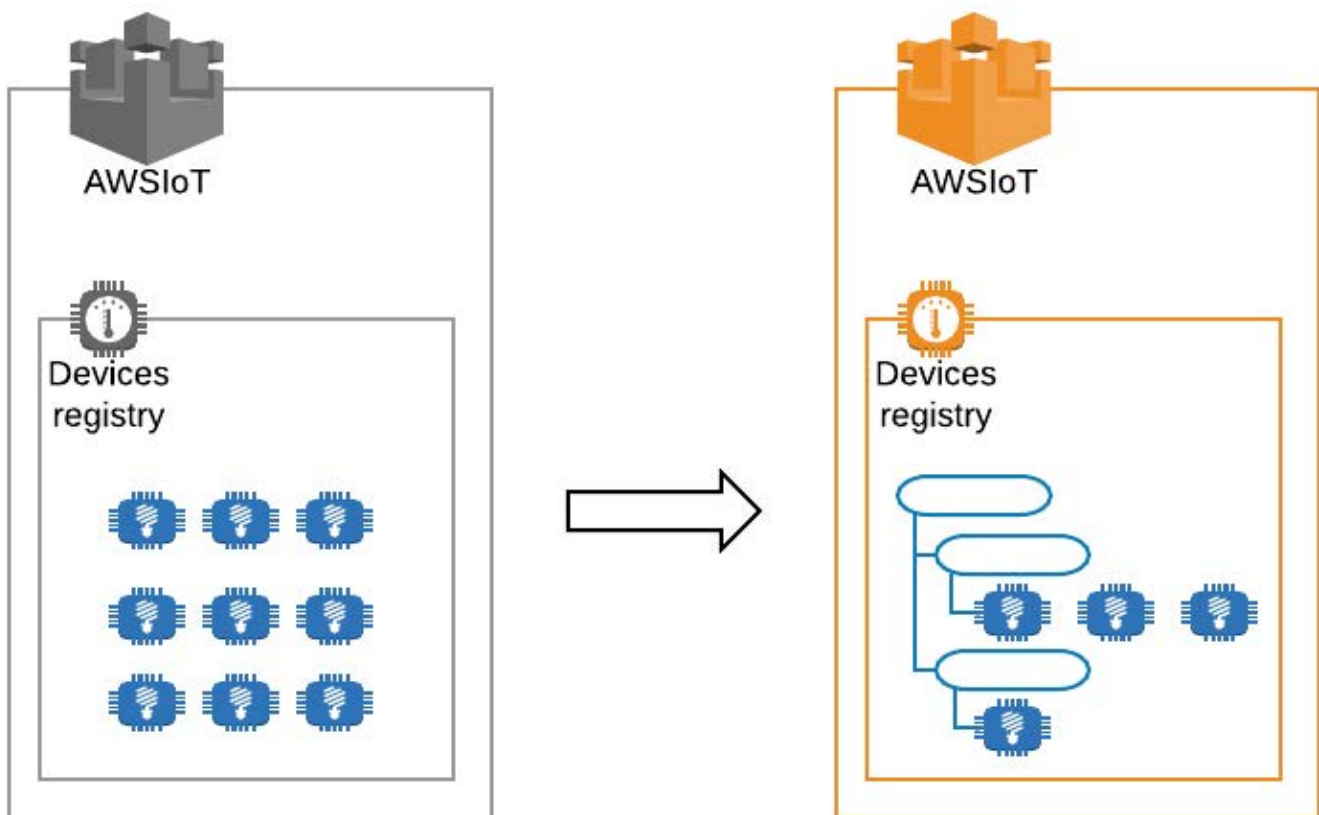 AWSIoT
Devices
registry
AWSIoT
Devices
registry